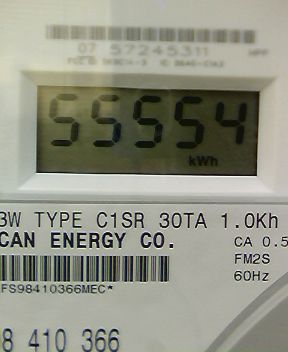 07 57245311
55554
kWh
3W TYPE C1SR 30TA 1.0Kh
CAN ENERGY CO.
CA 0.5
FM2S
60Hz
FS98410366MEC*
8 410 366